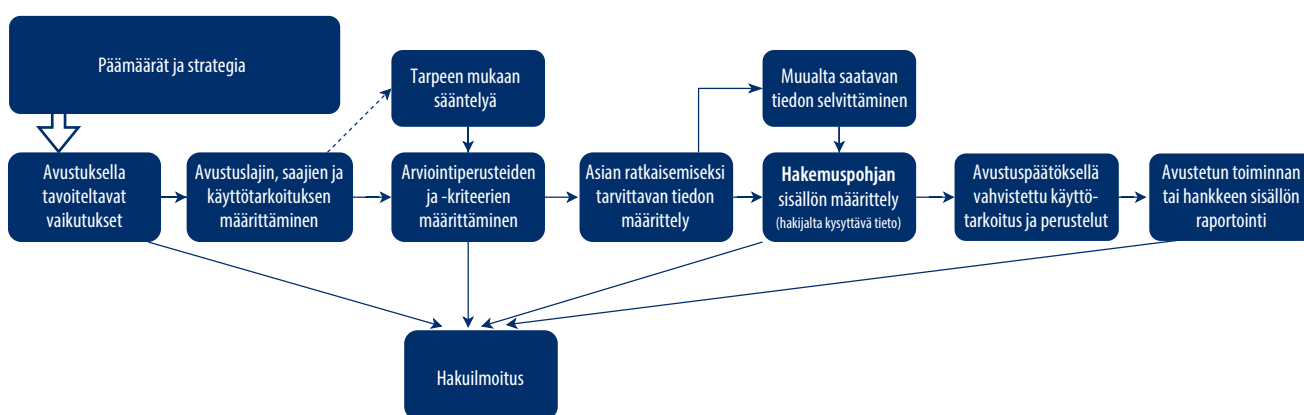 Päämäärät ja strategia
Tarpeen mukaan
sääntelyä
Muualta saatavan
tiedon selvittäminen
Avustuksella
tavoiteltavat
vaikutukset
Avustuslajin, saajien ja
käyttötarkoituksen
määrittäminen
Arviointiperusteiden
ja -kriteerien
määrittäminen
Asian ratkaisemiseksi
tarvittavan tiedon
määrittely
Hakemuspohjan
sisällön määrittely
(hakijalta kysyttävä tieto)
Avustuspäätöksellä
vahvistettu käyttö-
tarkoitus ja perustelut
Avustetun toiminnan
tai hankkeen sisällön
raportointi
Hakuilmoitus